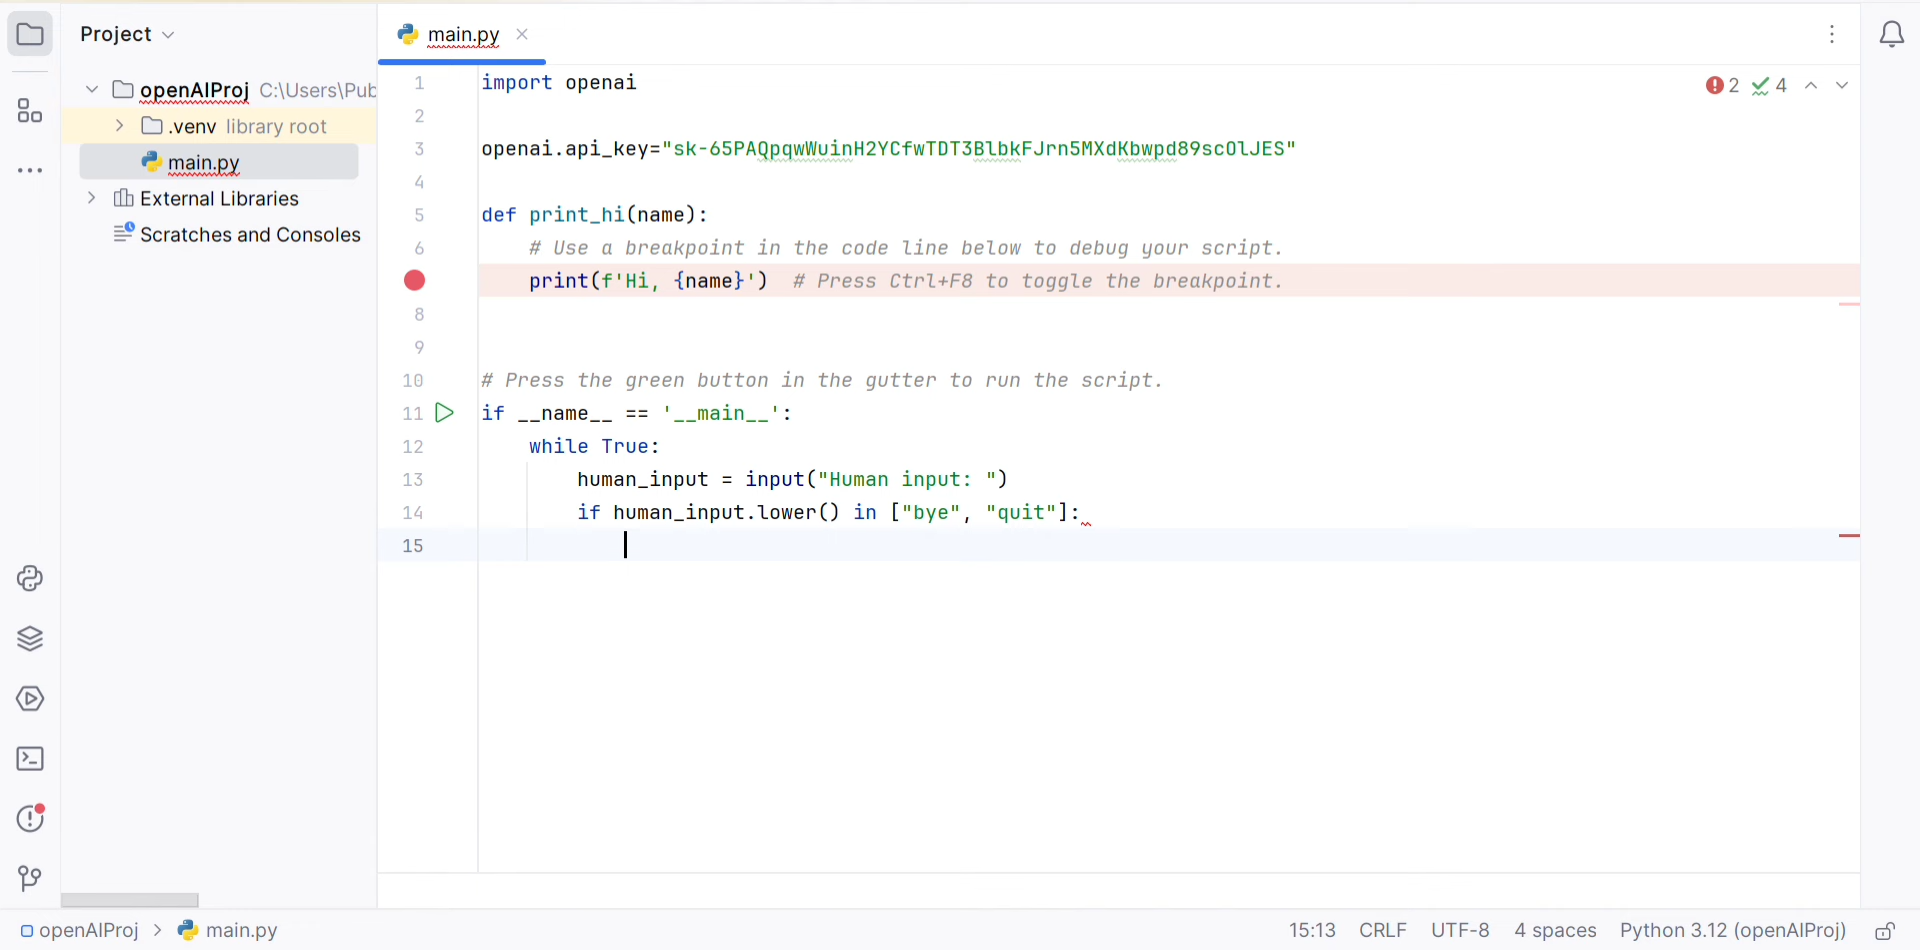 Project
main.py
openAIProj C:\Users\Pub
.venv library root
main.py
External Libraries
Scratches and Consoles
2 4
1 import openai
2
3 openai.api_key="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"
4
5 def print_hi(name):
6 # Use a breakpoint in the code line below to debug your script.
print(f'Hi, {name}') # Press Ctrl+F8 to toggle the breakpoint.
8
9
10 # Press the green button in the gutter to run the script.
11 if __name__ == '__main__':
12 while True:
13 human_input = input("Human input: ")
14 if human_input.lower() in ["bye", "quit"]:
15
openAIProj > main.py
15:13 CRLF UTF-8 4 spaces Python 3.12 (openAIProj)